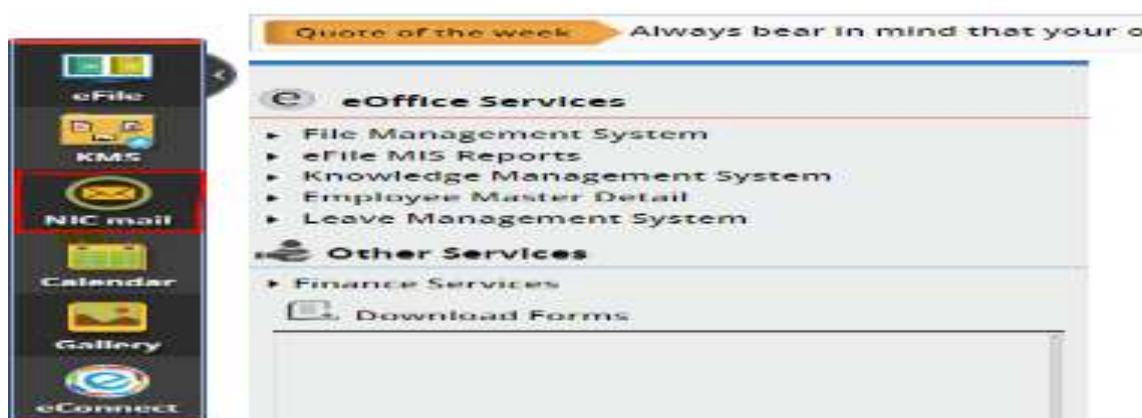 Quote of the week Always bear in mind that your o
eFile
KMS
NIC mail
Calendar
Gallery
eConnect
eOffice Services
File Management System
eFile MIS Reports
Knowledge Management System
Employee Master Detail
Leave Management System
Other Services
Finance Services
Download Forms